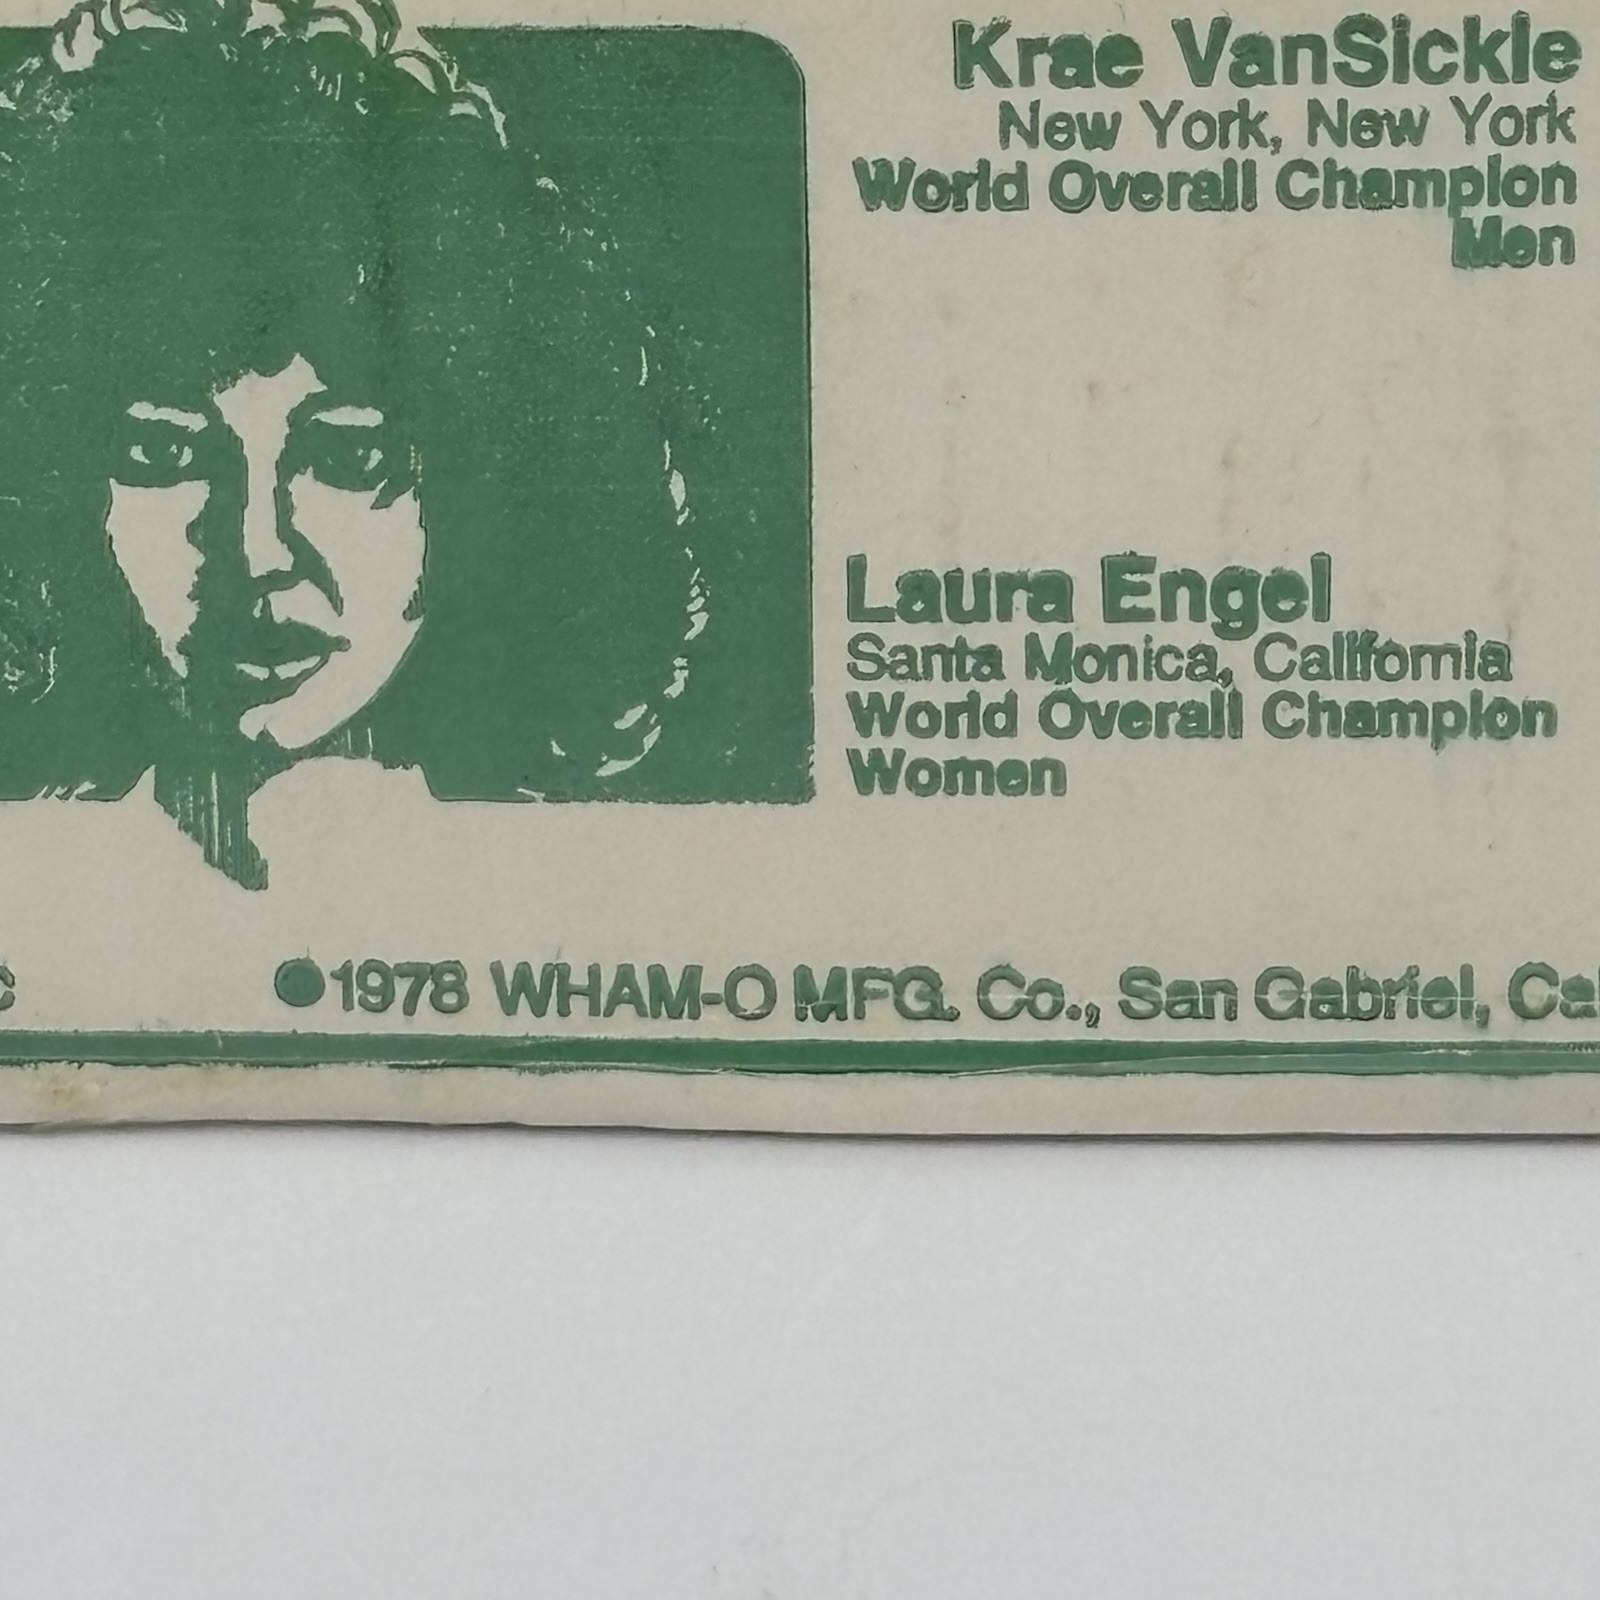 Krae VanSickle
New York, New York
World Overall Champion
Men
Laura Engel
Santa Monica, California
World Overall Champion
Women
©1978 WHAM-O MFG. Co., San Gabriel,